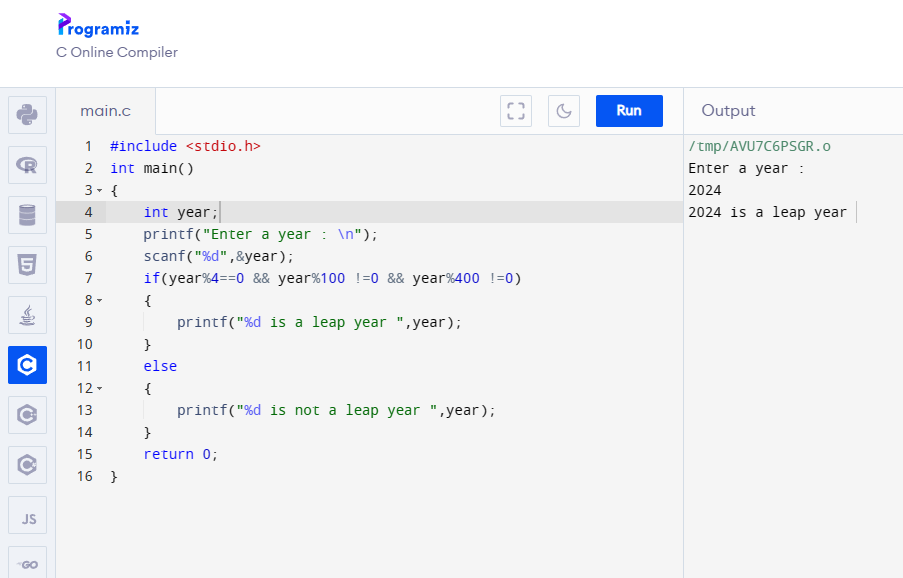 Programiz
C Online Compiler
main.c
Run
Output
1 #include <stdio.h>
2 int main()
3 {
4 int year;
5 printf("Enter a year : \n");
6 scanf("%d",&year);
7 if(year%4==0 && year%100 !=0 && year%400 !=0)
8 {
9 printf("%d is a leap year ",year);
10 }
11 else
12 {
13 printf("%d is not a leap year ",year);
14 }
15 return 0;
16 }
/tmp/AVU7C6PSGR.o
Enter a year :
2024
2024 is a leap year
R
5
C
C
C
JS
GO